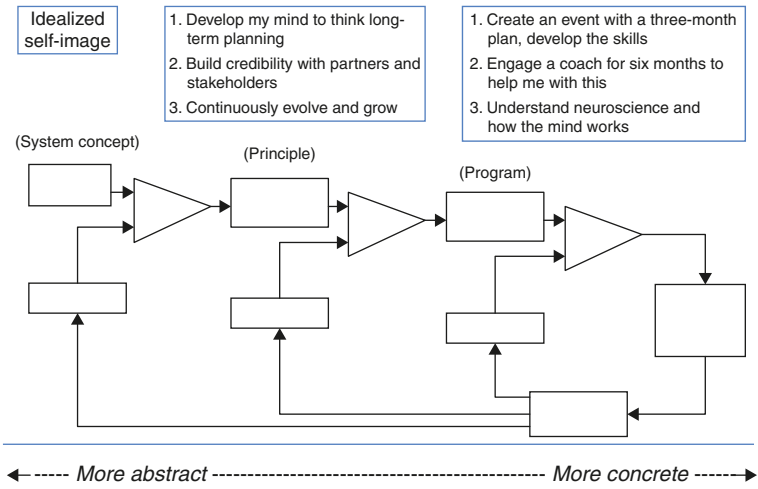 Idealized
self-image
1. Develop my mind to think long-
term planning
2. Build credibility with partners and
stakeholders
3. Continuously evolve and grow
1. Create an event with a three-month
plan, develop the skills
2. Engage a coach for six months to
help me with this
3. Understand neuroscience and
how the mind works
(System concept)
(Principle)
(Program)
More abstract
More concrete